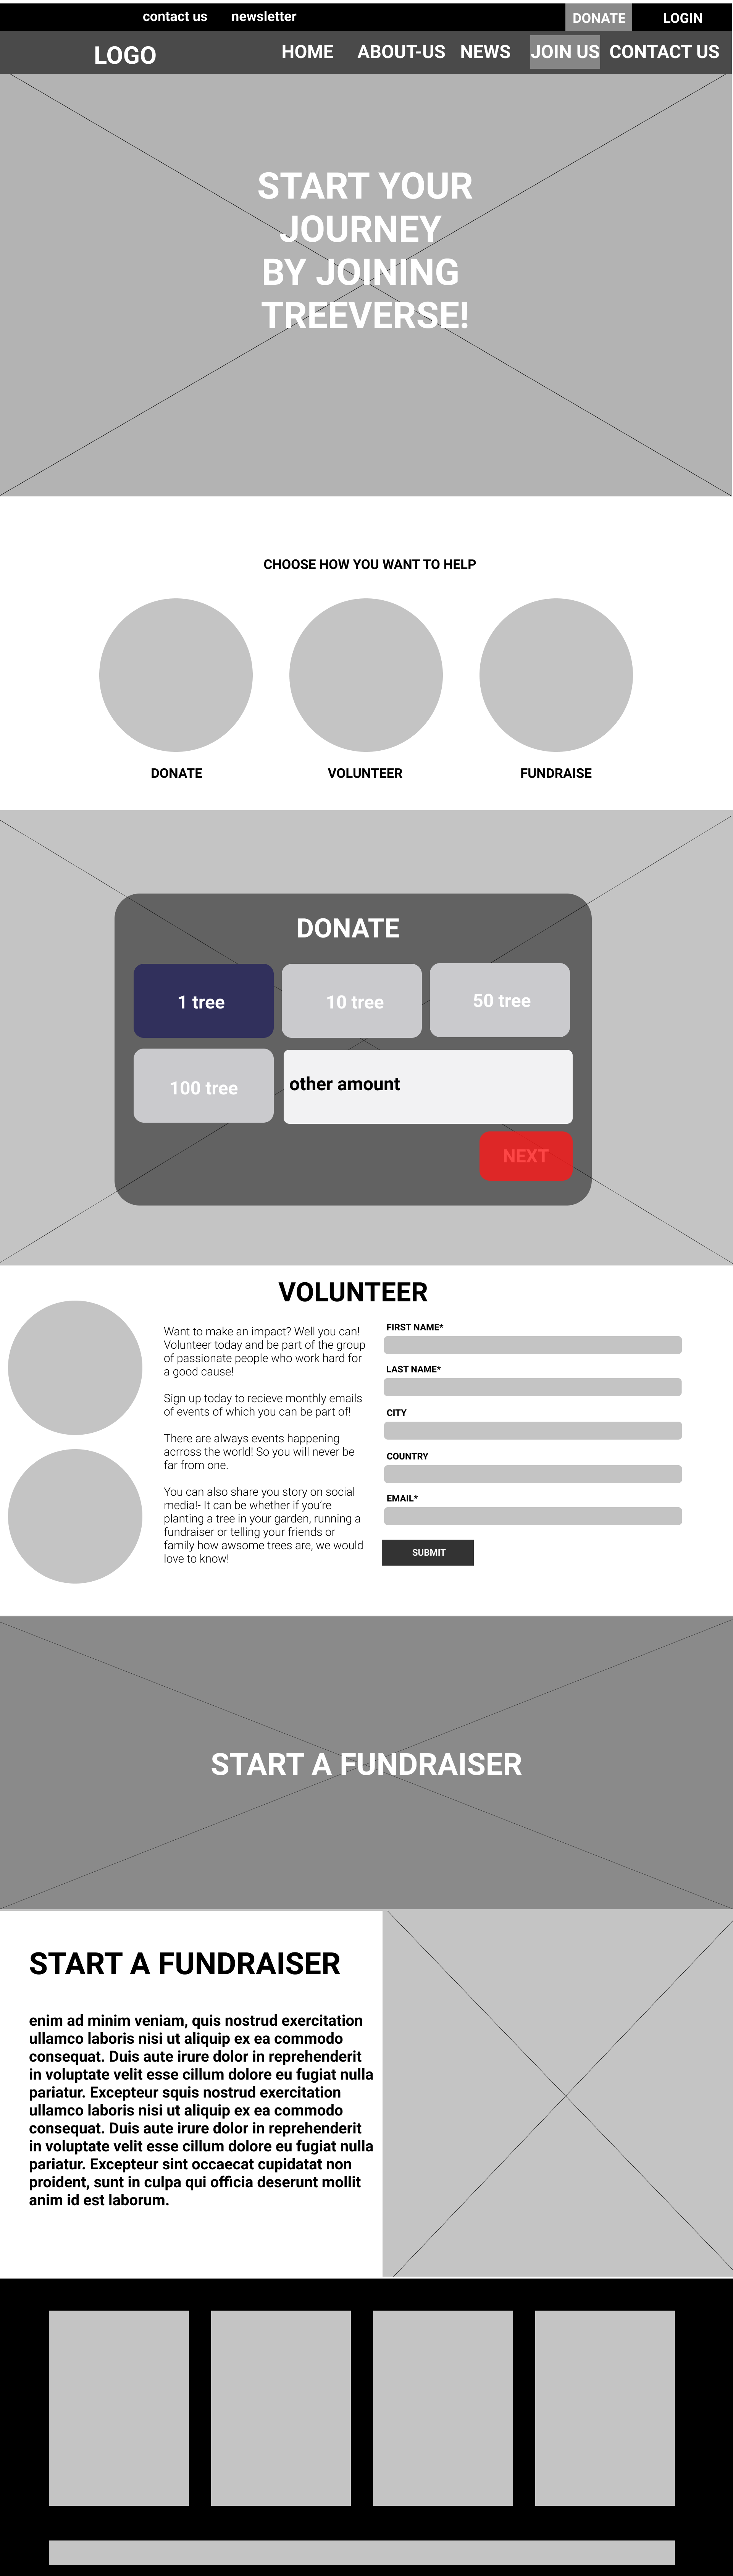 contact us newsletter DONATE LOGIN
LOGO HOME ABOUT-US NEWS JOIN US CONTACT US
START YOUR
JOURNEY
BY JOINING
TREEVERSE!
CHOOSE HOW YOU WANT TO HELP
DONATE VOLUNTEER FUNDRAISE
DONATE
1 tree 10 tree 50 tree
100 tree other amount
NEXT
VOLUNTEER
Want to make an impact? Well you can!
Volunteer today and be part of the group
of passionate people who work hard for
a good cause!
Sign up today to recieve monthly emails
of events of which you can be part of!
There are always events happening
acrross the world! So you will never be
far from one.
You can also share you story on social
media!- It can be whether if you're
planting a tree in your garden, running a
fundraiser or telling your friends or
family how awsome trees are, we would
love to know!
FIRST NAME*
LAST NAME*
CITY
COUNTRY
EMAIL*
SUBMIT
START A FUNDRAISER
START A FUNDRAISER
enim ad minim veniam, quis nostrud exercitation
ullamco laboris nisi ut aliquip ex ea commodo
consequat. Duis aute irure dolor in reprehenderit
in voluptate velit esse cillum dolore eu fugiat nulla
pariatur. Excepteur squis nostrud exercitation
ullamco laboris nisi ut aliquip ex ea commodo
consequat. Duis aute irure dolor in reprehenderit
in voluptate velit esse cillum dolore eu fugiat nulla
pariatur. Excepteur sint occaecat cupidatat non
proident, sunt in culpa qui officia deserunt mollit
anim id est laborum.